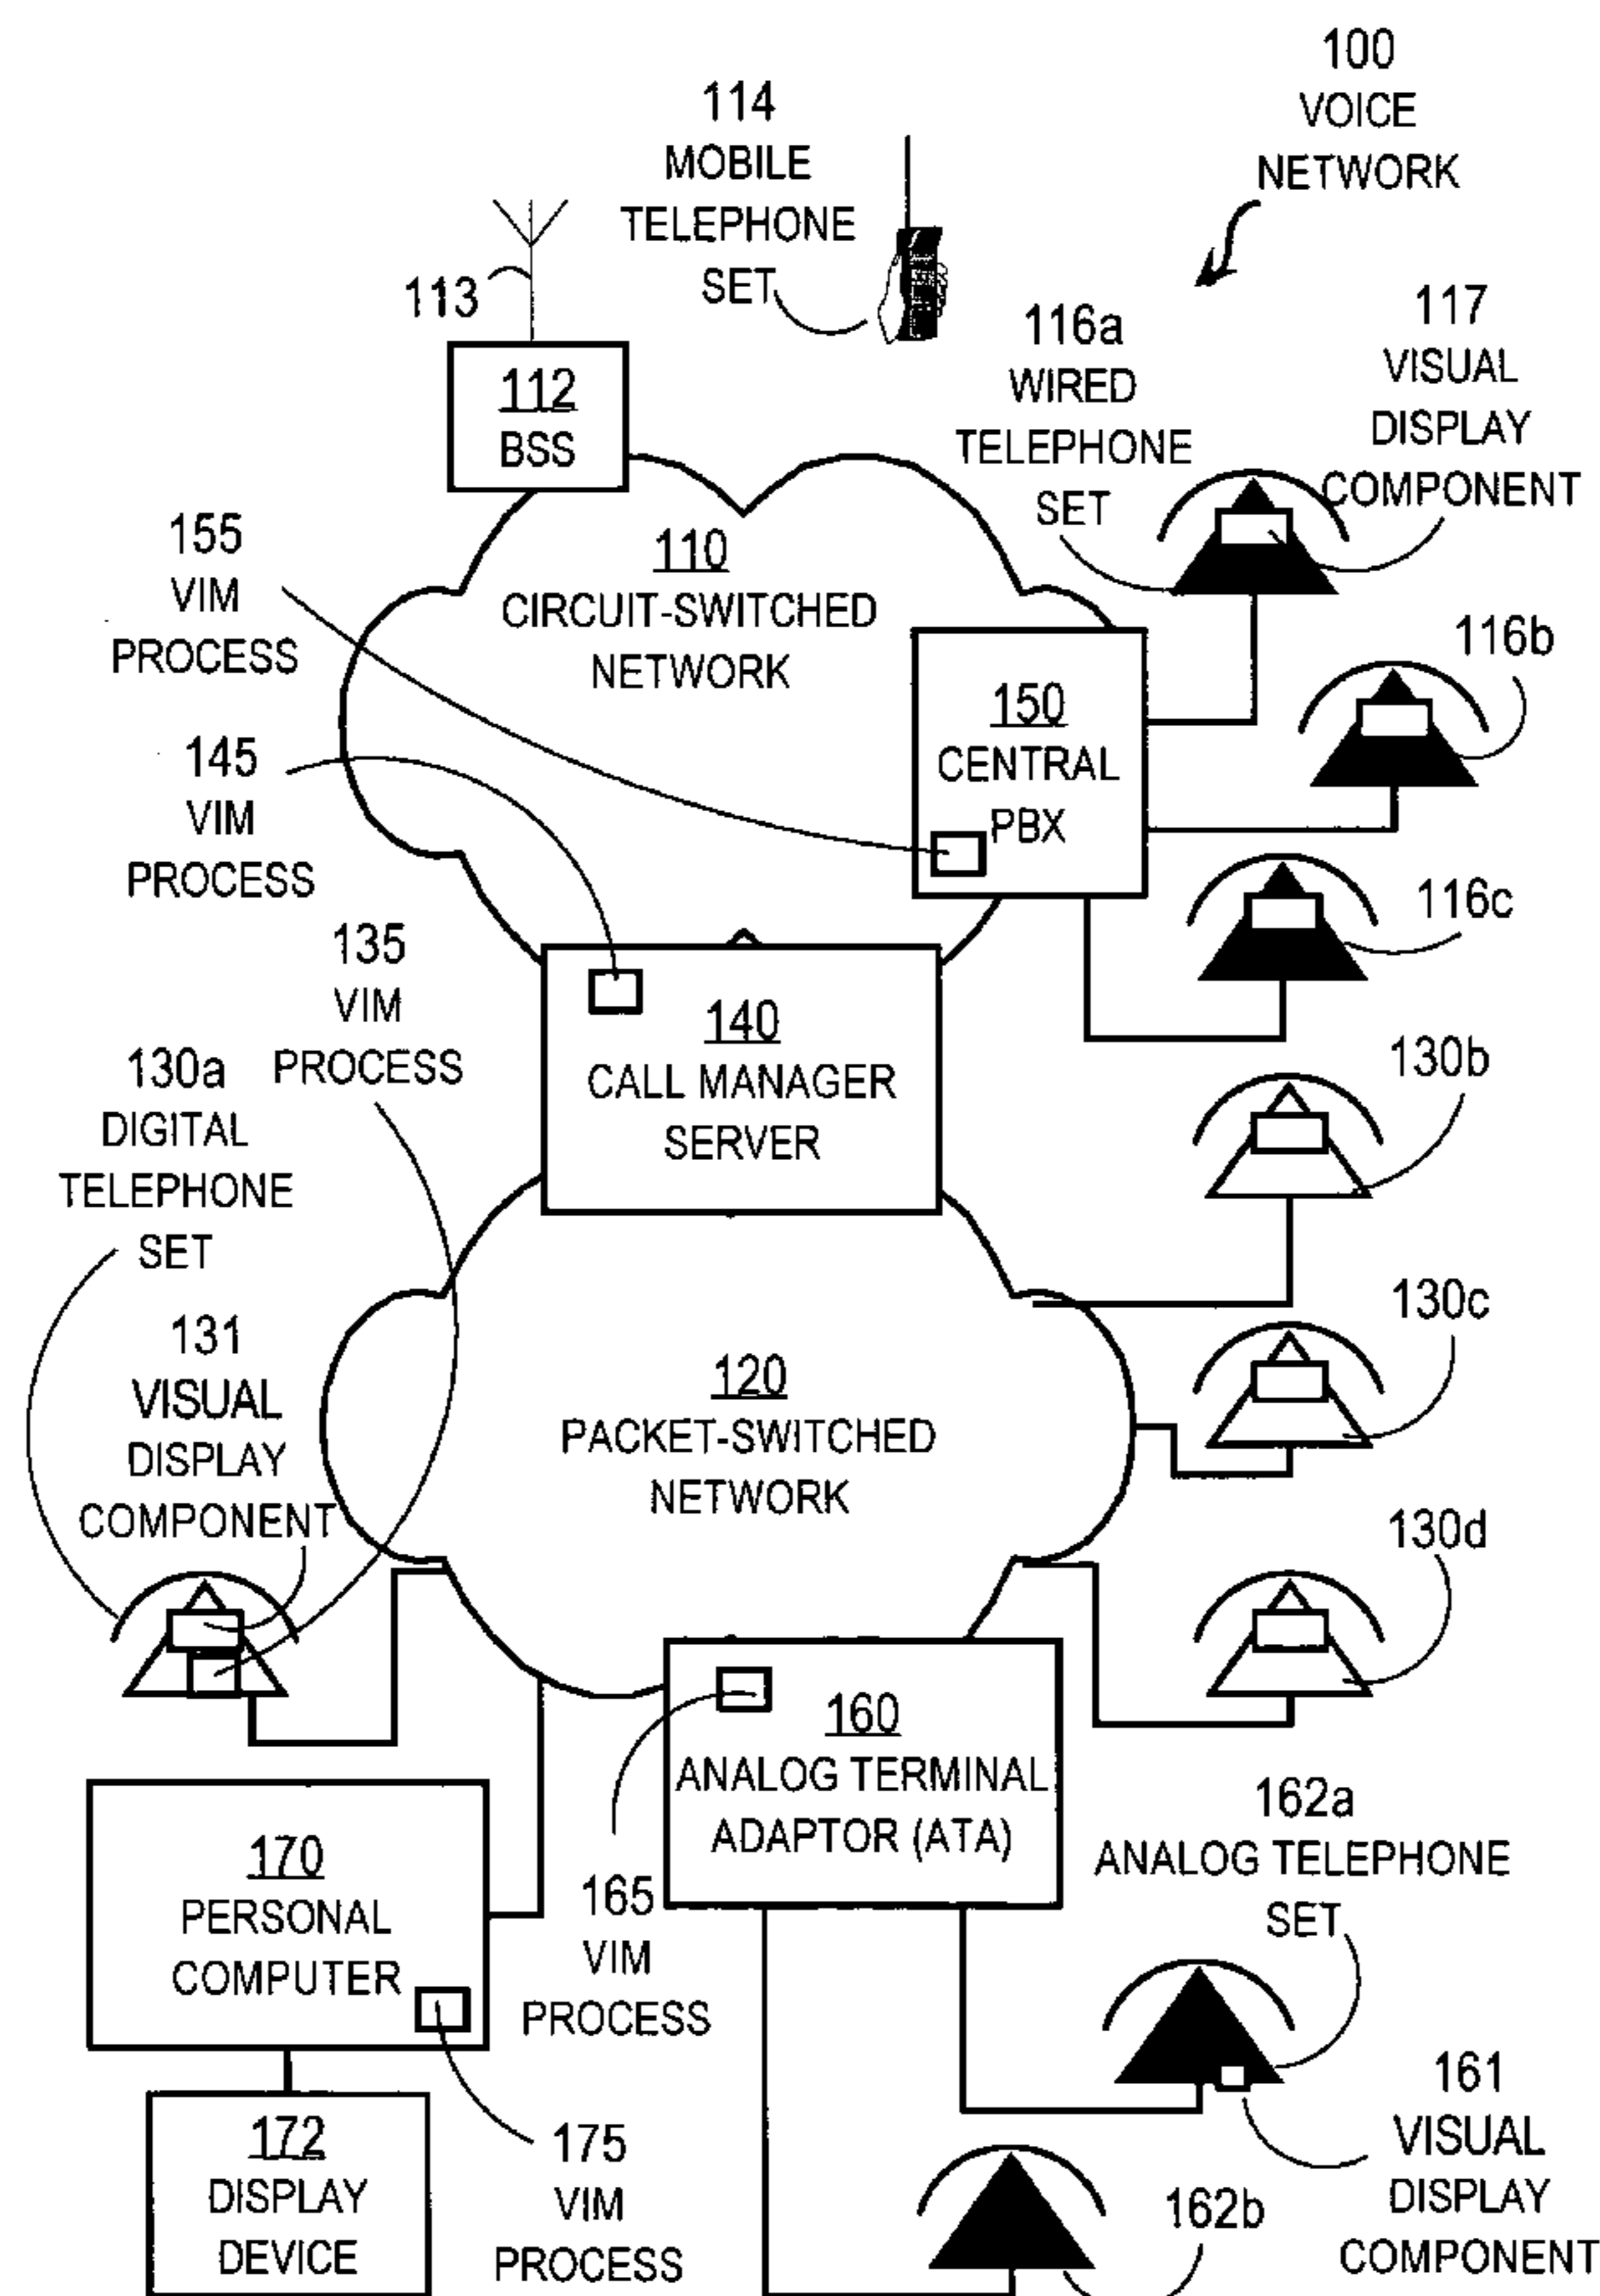 100
VOICE
NETWORK
114
MOBILE
TELEPHONE
SET
113
112
BSS
116a
WIRED
TELEPHONE
SET
117
VISUAL
DISPLAY
COMPONENT
155
VIM
PROCESS
110
CIRCUIT-SWITCHED
NETWORK
116b
150
CENTRAL
PBX
145
VIM
PROCESS
116c
135
VIM
PROCESS
140
CALL MANAGER
SERVER
130a
DIGITAL
TELEPHONE
SET
130b
131
VISUAL
DISPLAY
COMPONENT
120
PACKET-SWITCHED
NETWORK
130c
130d
160
ANALOG TERMINAL
ADAPTOR (ATA)
162a
ANALOG TELEPHONE
SET
170
PERSONAL
COMPUTER
165
VIM
PROCESS
161
VISUAL
DISPLAY
COMPONENT
172
DISPLAY
DEVICE
175
VIM
PROCESS
162b